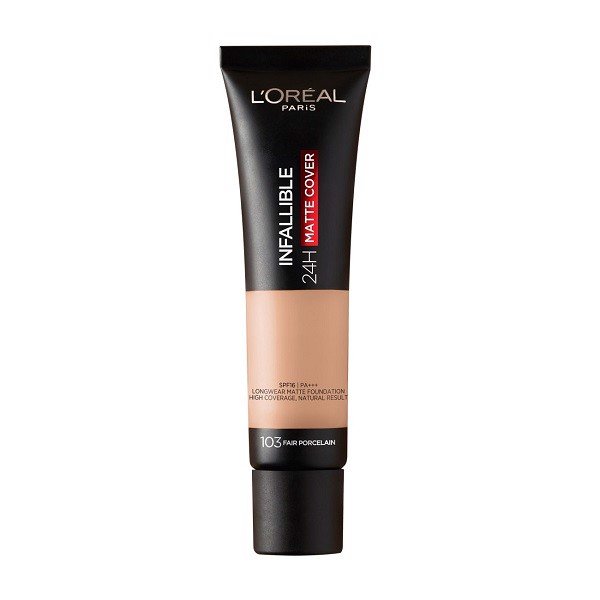 L'ORÉAL
PARIS
INFALLIBLE
24H MATTE COVER
SPF16 | PA+++
LONGWEAR MATTE FOUNDATION
HIGH COVERAGE, NATURAL RESULT
103 FAIR PORCELAIN